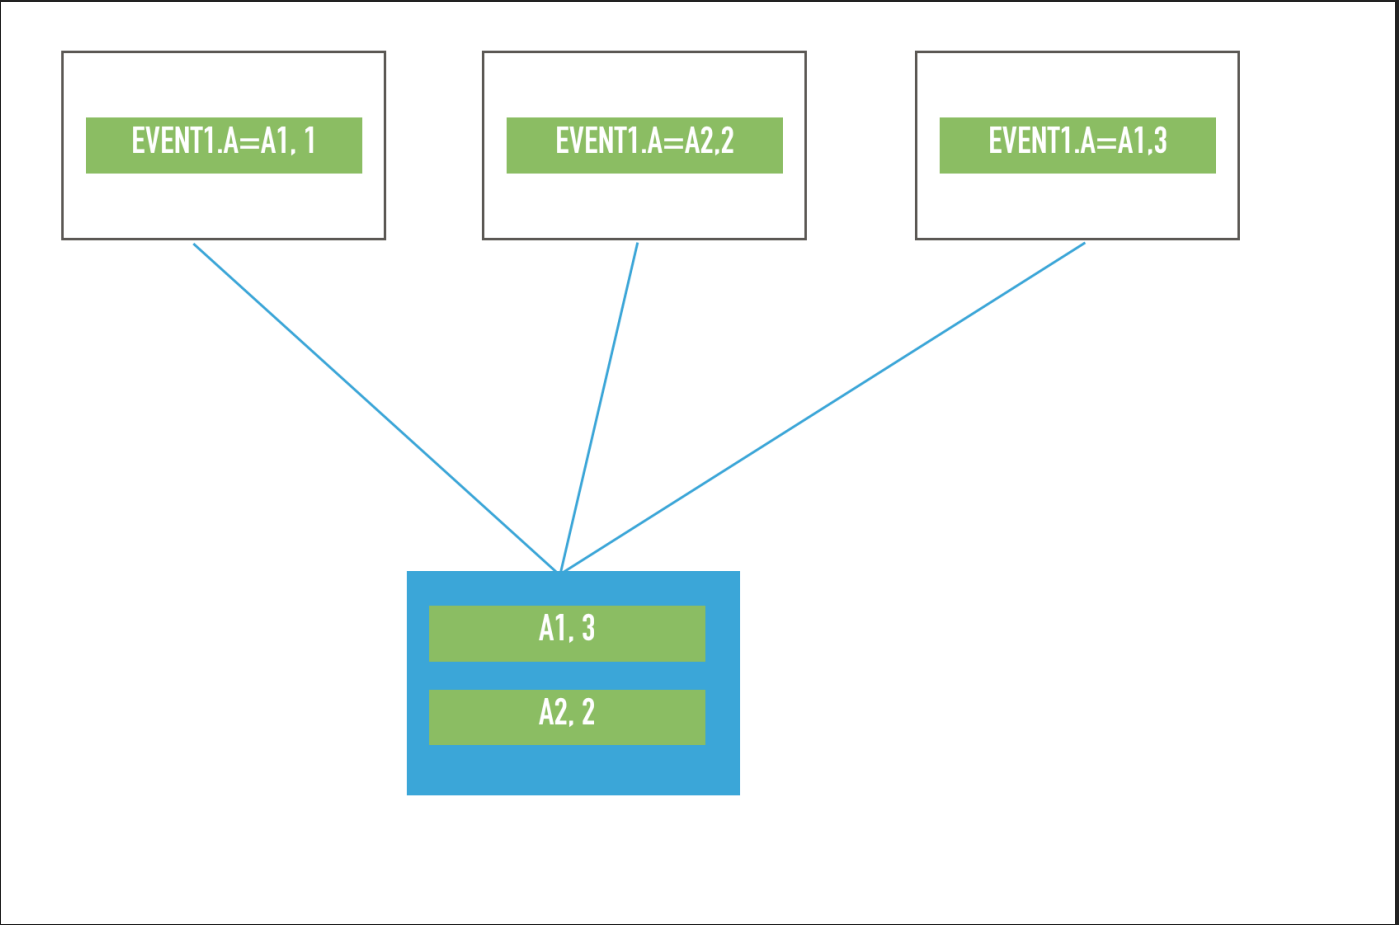 EVENT1.A=A1, 1
EVENT1.A=A2,2
EVENT1.A=A1,3
A1, 3
A2, 2